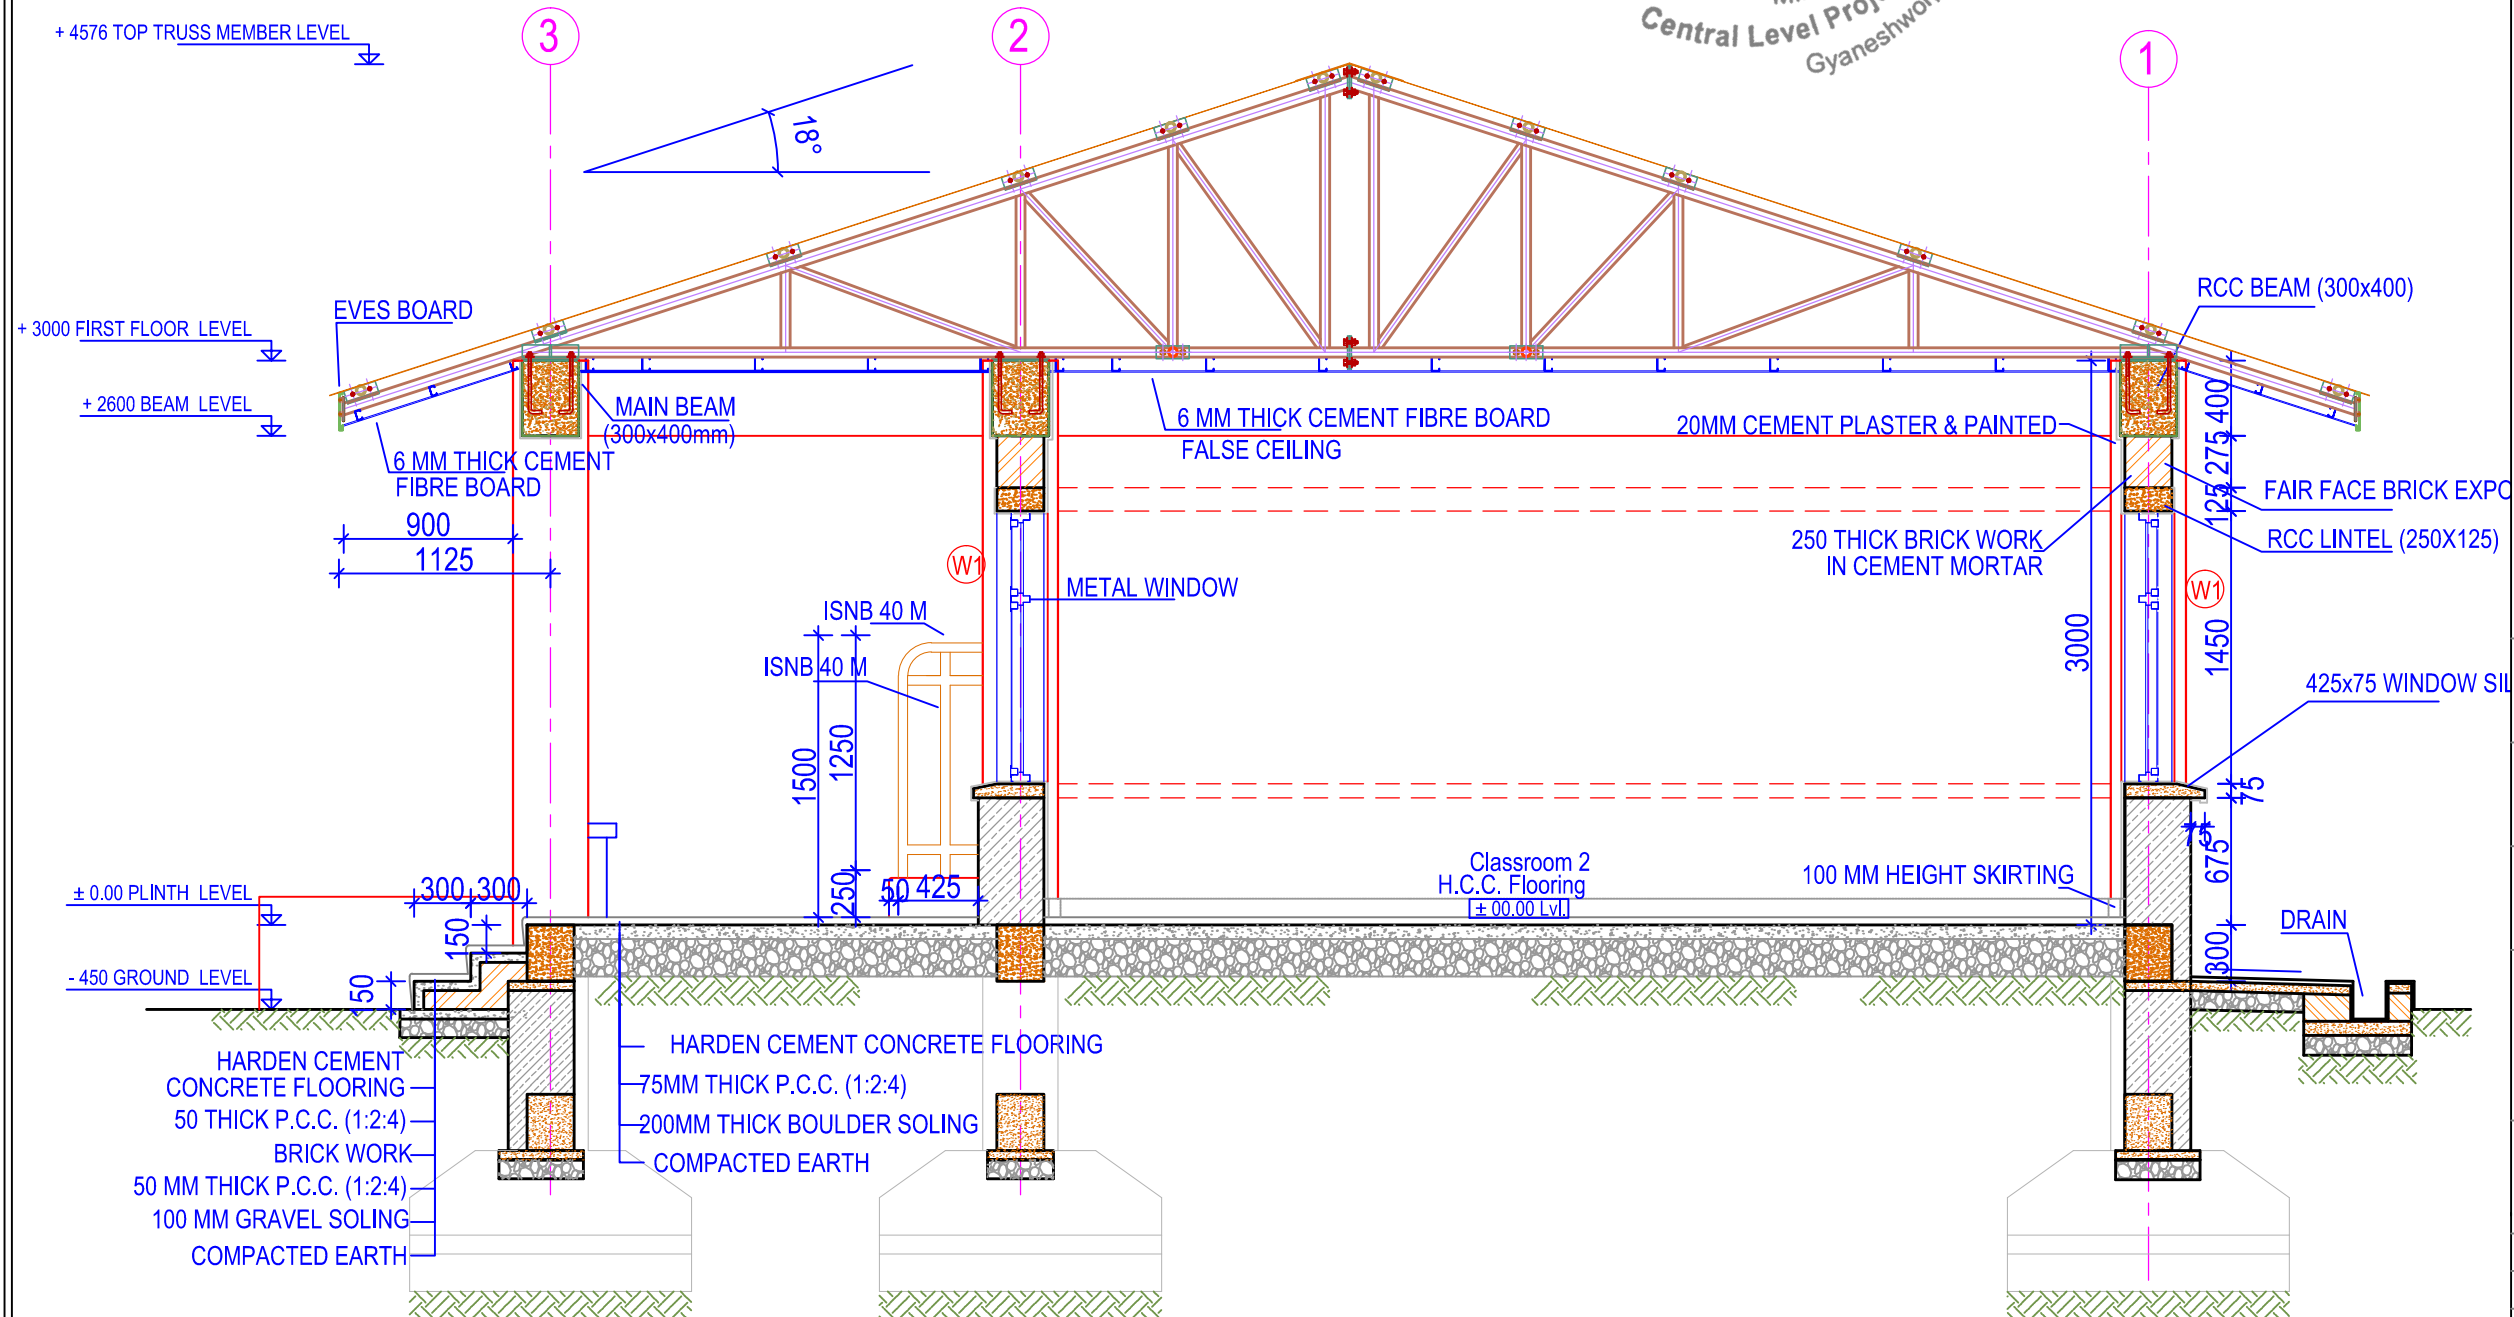 + 4576 TOP TRUSS MEMBER LEVEL
3
2
Central Level Proj
Gyaneshwor
1
18°
EVES BOARD
+ 3000 FIRST FLOOR LEVEL
RCC BEAM (300x400)
+ 2600 BEAM LEVEL
MAIN BEAM
(300x400mm)
6 MM THICK CEMENT FIBRE BOARD
FALSE CEILING
20MM CEMENT PLASTER & PAINTED
400
275
125
6 MM THICK CEMENT
FIBRE BOARD
FAIR FACE BRICK EXPO
900
1125
250 THICK BRICK WORK
IN CEMENT MORTAR
RCC LINTEL (250X125)
W1
METAL WINDOW
W1
ISNB 40 M
ISNB 40 M
3000
1450
425x75 WINDOW SIL
1500
1250
250
75
75
675
Classroom 2
H.C.C. Flooring
± 00.00 Lvl.
100 MM HEIGHT SKIRTING
± 0.00 PLINTH LEVEL
300
300
50
425
150
DRAIN
300
- 450 GROUND LEVEL
150
HARDEN CEMENT
CONCRETE FLOORING
50 THICK P.C.C. (1:2:4)
BRICK WORK
50 MM THICK P.C.C. (1:2:4)
100 MM GRAVEL SOLING
COMPACTED EARTH
HARDEN CEMENT CONCRETE FLOORING
75MM THICK P.C.C. (1:2:4)
200MM THICK BOULDER SOLING
COMPACTED EARTH